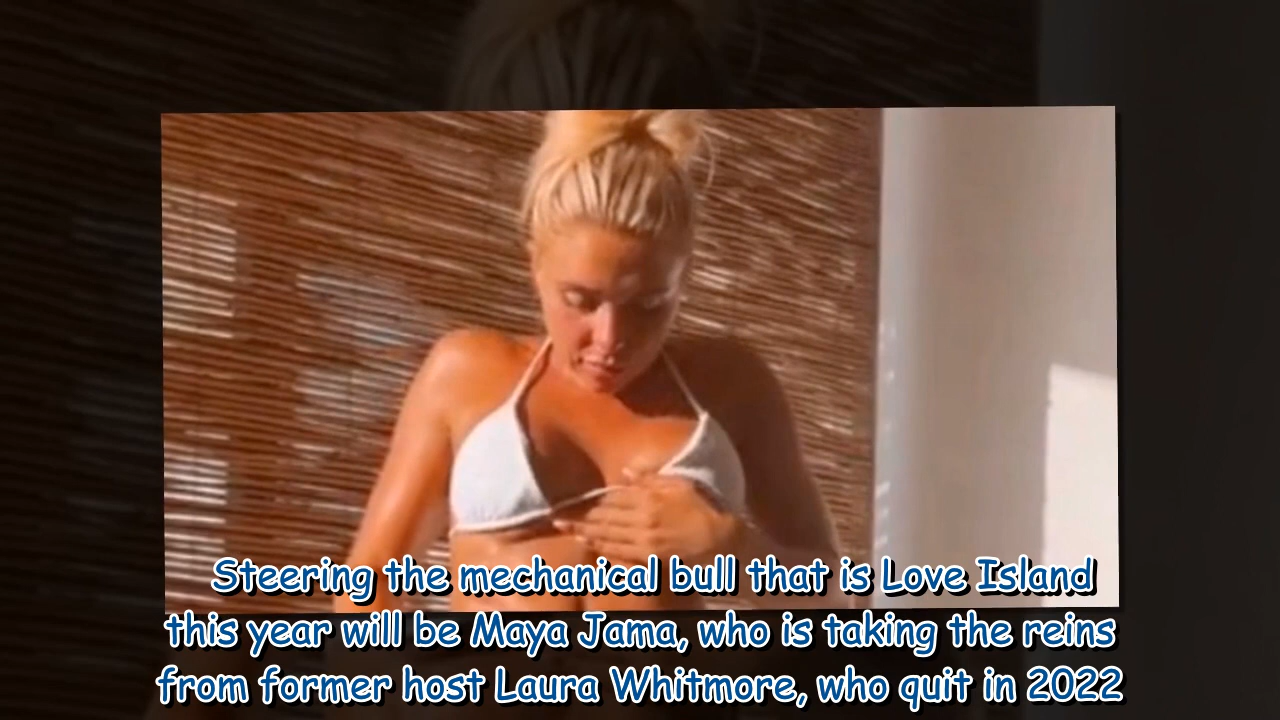 Steering the mechanical bull that is Love Island
this year will be Maya Jama, who is taking the reins
from former host Laura Whitmore, who quit in 2022